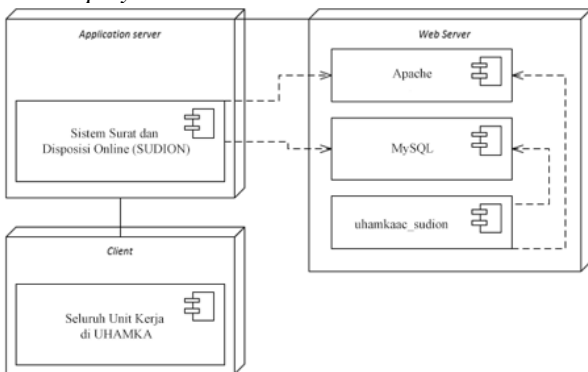 Application server
Sistem Surat dan
Disposisi Online (SUDION)
Web Server
Apache
MySQL
uhamkaac_sudion
Client
Seluruh Unit Kerja
di UHAMKA